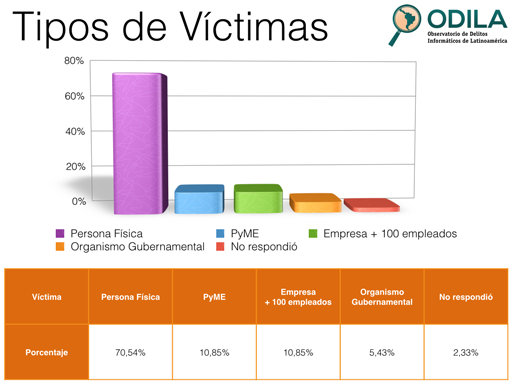 Tipos de Víctimas
ODILA
Observatorio de Delitos
Informáticos de Latinoamérica
80%
60%
40%
20%
0%
Persona Física
PyME
Empresa + 100 empleados
Organismo Gubernamental
No respondió
Víctima
Persona Física
PyME
Empresa
+ 100 empleados
Organismo
Gubernamental
No respondió
Porcentaje
70,54%
10,85%
10,85%
5,43%
2,33%